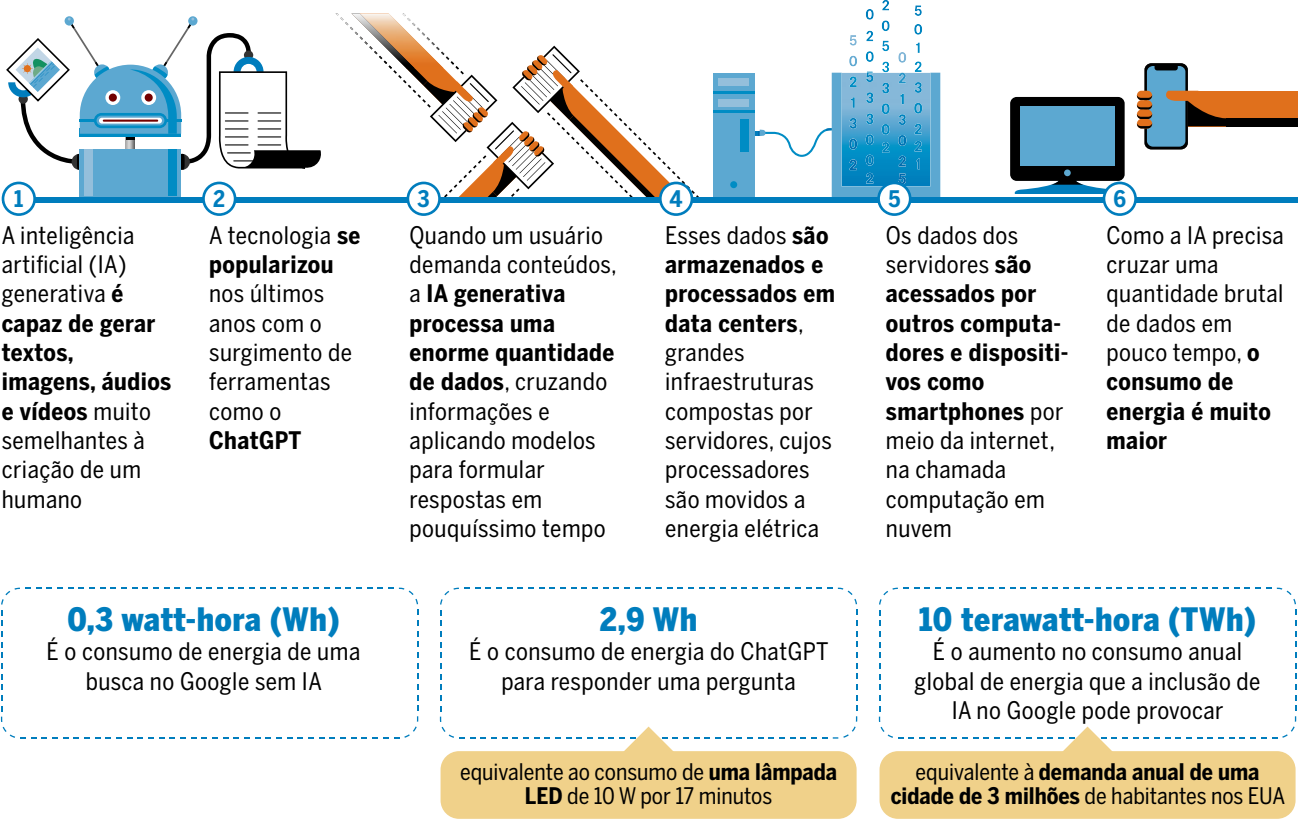 1
A inteligência
artificial (IA)
generativa é
capaz de gerar
textos,
imagens, áudios
e vídeos muito
semelhantes à
criação de um
humano
2
A tecnologia se
popularizou
nos últimos
anos com o
surgimento de
ferramentas
como o
ChatGPT
3
Quando um usuário
demanda conteúdos,
a IA generativa
processa uma
enorme quantidade
de dados, cruzando
informações e
aplicando modelos
para formular
respostas em
pouquíssimo tempo
4
Esses dados são
armazenados e
processados em
data centers,
grandes
infraestruturas
compostas por
servidores, cujos
processadores
são movidos a
energia elétrica
5
Os dados dos
servidores são
acessados por
outros computa-
dores e dispositi-
vos como
smartphones por
meio da internet,
na chamada
computação em
nuvem
6
Como a IA precisa
cruzar uma
quantidade brutal
de dados em
pouco tempo, o
consumo de
energia é muito
maior
0,3 watt-hora (Wh)
É o consumo de energia de uma
busca no Google sem IA
2,9 Wh
É o consumo de energia do ChatGPT
para responder uma pergunta
equivalente ao consumo de uma lâmpada
LED de 10 W por 17 minutos
10 terawatt-hora (TWh)
É o aumento no consumo anual
global de energia que a inclusão de
IA no Google pode provocar
equivalente à demanda anual de uma
cidade de 3 milhões de habitantes nos EUA